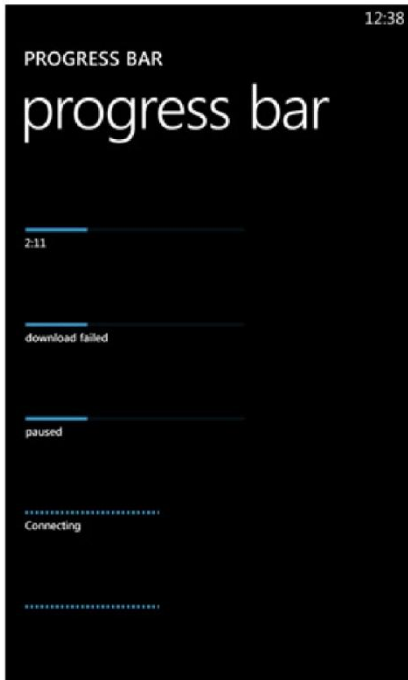 12:38
PROGRESS BAR
progress bar
2:11
download failed
paused
Connecting